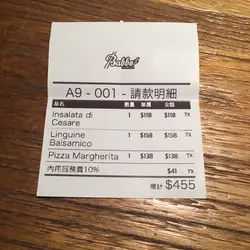 Babba's
A9 - 001 - 請款明細
品名 數量 單價 金額
Insalata di 1 $118 $118 TX
Cesare
Linguine 1 $158 $158 TX
Balsamico
Pizza Margherita 1 $138 $138 TX
內用服務費10% $41 TX
總計 $455